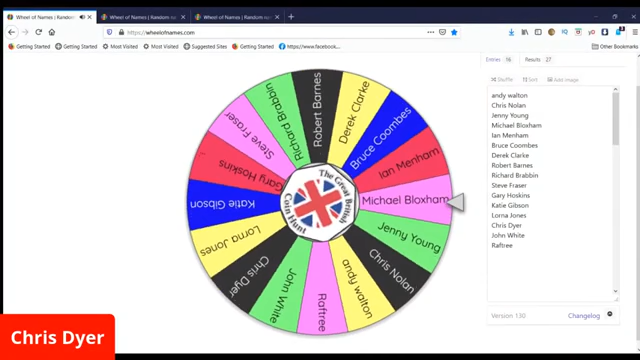 Wheel of Names | Random na
Wheel of Names | Random nam
Wheel of Names | Random nam
https://wheelofnames.com
Getting Started
Getting Started
Most Visited
Most Visited
Suggested Sites
Getting Started
https://www.facebook...
Other Bookmarks
Entries 16
Results 27
Shuffle
Sort
Add image
andy walton
Chris Nolan
Jenny Young
Michael Bloxham
Ian Menham
Bruce Coombes
Derek Clarke
Robert Barnes
Richard Brabbin
Steve Fraser
Gary Hoskins
Katie Gibson
Lorna Jones
Chris Dyer
John White
Raftree
Version 130
Changelog
Robert Barnes
Derek Clarke
Bruce Coombes
Ian Menham
Michael Bloxham
Jenny Young
Chris Nolan
andy walton
Raftree
John White
Chris Dyer
Lorna Jones
Katie Gibson
Gary Hoskins
Steve Fraser
Richard Brabbin
The Great British
Coin Hunt
Chris Dyer